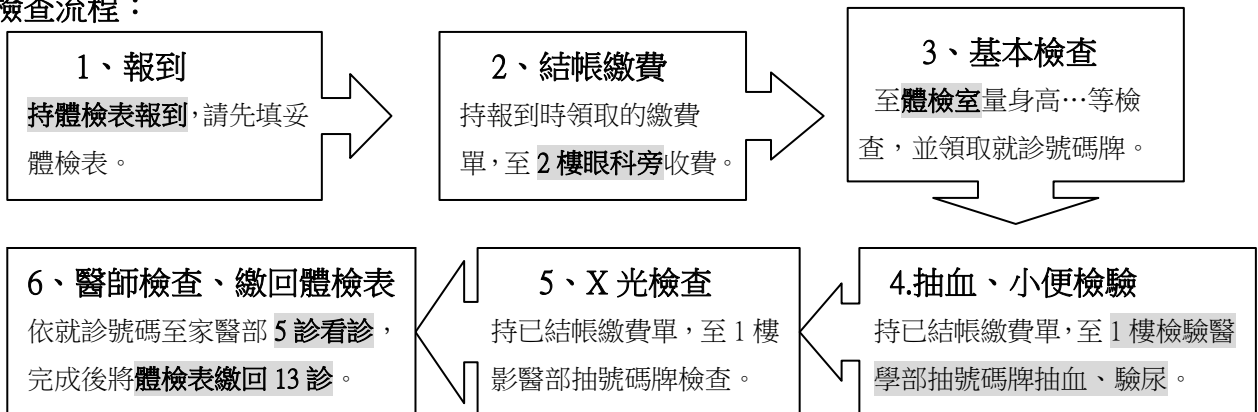 檢查流程：
1、報到
持體檢表報到，請先填妥
體檢表。
2、結帳繳費
持報到時領取的繳費
單，至 2 樓眼科旁收費。
3、基本檢查
至體檢室量身高…等檢
查，並領取就診號碼牌。
6、醫師檢查、繳回體檢表
依就診號碼至家醫部 5 診看診，
完成後將體檢表繳回 13 診。
5、X 光檢查
持已結帳繳費單，至 1 樓
影醫部抽號碼牌檢查。
4.抽血、小便檢驗
持已結帳繳費單，至 1 樓檢驗醫
學部抽號碼牌抽血、驗尿。